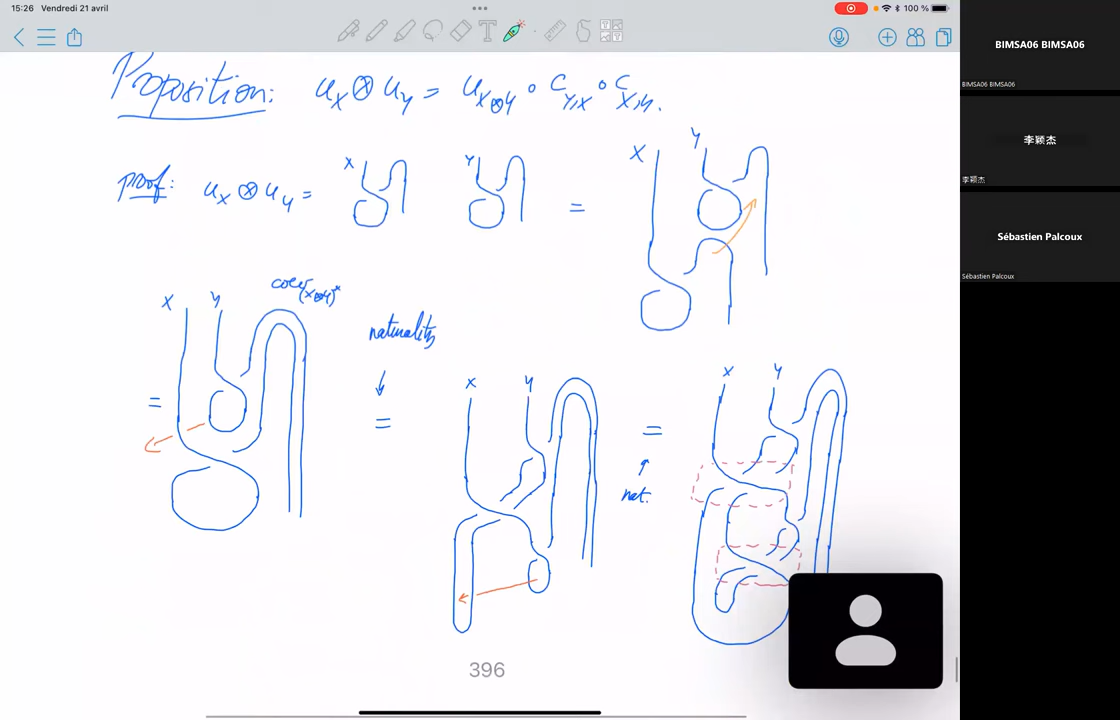 15:26 Vendredi 21 avril
100 %
Proposition: u_X ⊗ u_Y = u_{X⊗Y} ∘ c_{Y,X} ∘ c_{X,Y}.
proof: u_X ⊗ u_Y =
X
Y
=
X
Y
=
X
Y
coev_{(X⊗Y)*}
naturality
↓
=
X
Y
=
↑
nat.
X
Y
396
BIMSA06 BIMSA06
BIMSA06 BIMSA06
李颖杰
李颖杰
Sébastien Palcoux
Sébastien Palcoux